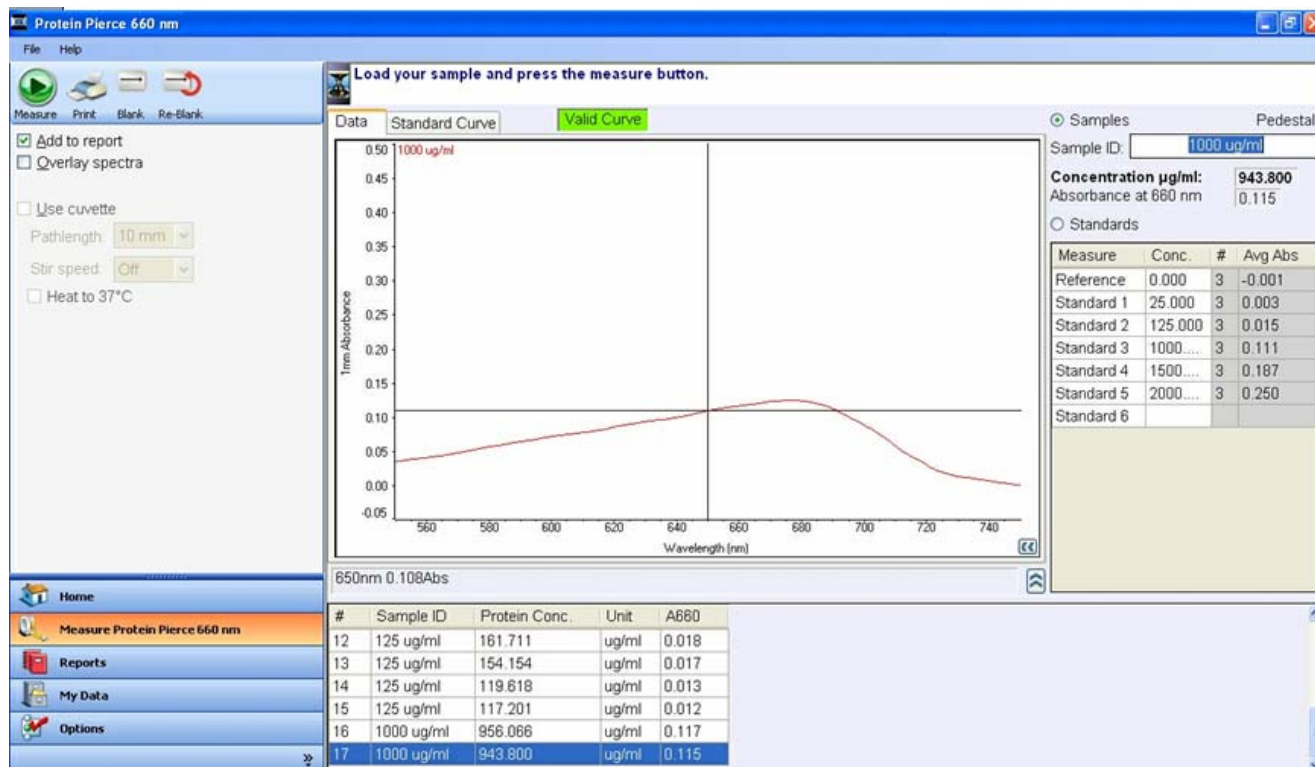 Protein Pierce 660 nm
File Help
Measure Print Blank Re-Blank
Add to report
Overlay spectra
Use cuvette
Pathlength: 10 mm
Stir speed: Off
Heat to 37°C
Home
Measure Protein Pierce 660 nm
Reports
My Data
Options
Load your sample and press the measure button.
Data Standard Curve Valid Curve
1000 ug/ml
0.50
0.45
0.40
0.35
0.30
0.25
0.20
0.15
0.10
0.05
0.00
-0.05
1mm Absorbance
560 580 600 620 640 660 680 700 720 740
Wavelength (nm)
650nm 0.108Abs
Samples Pedestal
Sample ID: 1000 ug/ml
Concentration µg/ml: 943.800
Absorbance at 660 nm 0.115
Standards
Measure Conc. # Avg Abs
Reference 0.000 3 -0.001
Standard 1 25.000 3 0.003
Standard 2 125.000 3 0.015
Standard 3 1000.... 3 0.111
Standard 4 1500.... 3 0.187
Standard 5 2000.... 3 0.250
Standard 6
# Sample ID Protein Conc. Unit A660
12 125 ug/ml 161.711 ug/ml 0.018
13 125 ug/ml 154.154 ug/ml 0.017
14 125 ug/ml 119.618 ug/ml 0.013
15 125 ug/ml 117.201 ug/ml 0.012
16 1000 ug/ml 956.066 ug/ml 0.117
17 1000 ug/ml 943.800 ug/ml 0.115